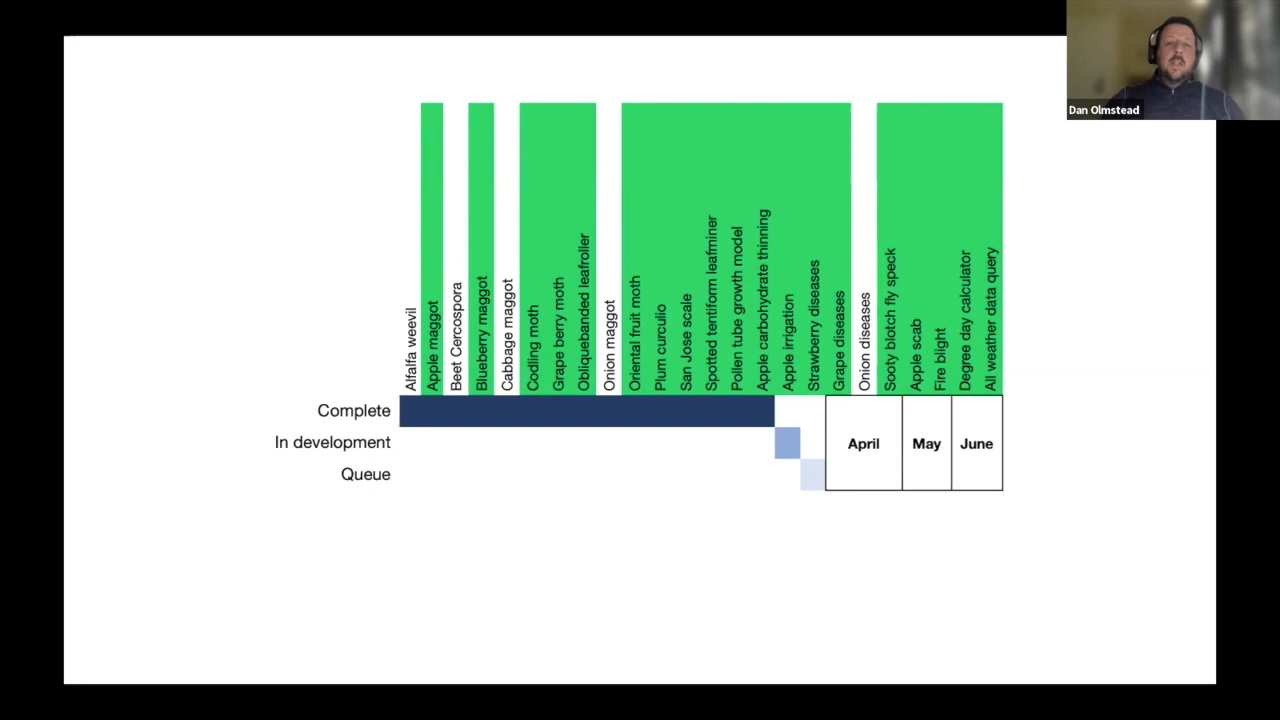 Dan Olmstead
Alfalfa weevil
Apple maggot
Beet Cercospora
Blueberry maggot
Cabbage maggot
Codling moth
Grape berry moth
Obliquebanded leafroller
Onion maggot
Oriental fruit moth
Plum curculio
San Jose scale
Spotted tentiform leafminer
Pollen tube growth model
Apple carbohydrate thinning
Apple irrigation
Strawberry diseases
Grape diseases
Onion diseases
Sooty blotch fly speck
Apple scab
Fire blight
Degree day calculator
All weather data query
Complete
In development
Queue
April
May
June